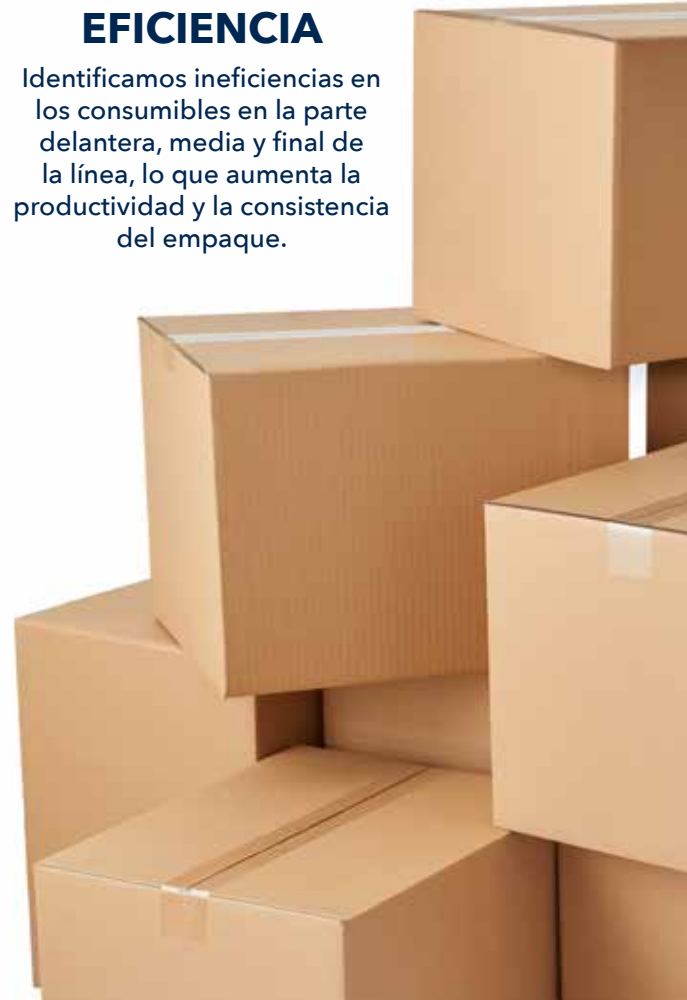 EFICIENCIA
Identificamos ineficiencias en
los consumibles en la parte
delantera, media y final de
la línea, lo que aumenta la
productividad y la consistencia
del empaque.